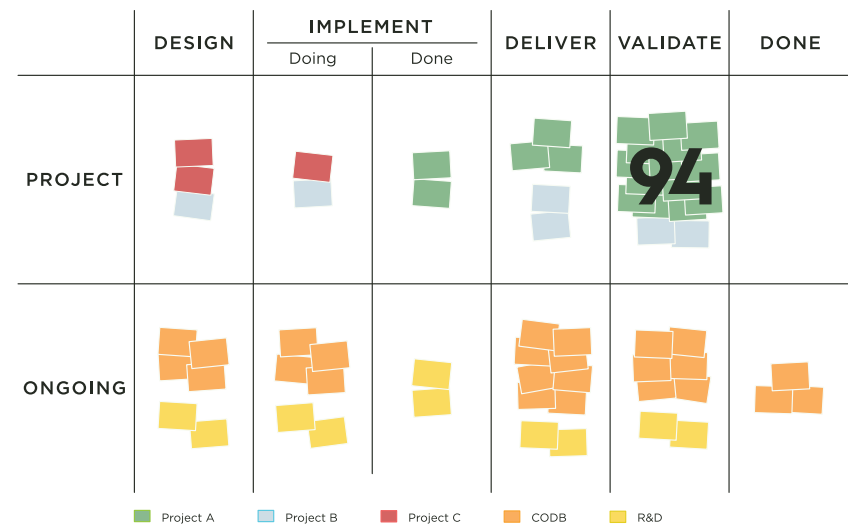 DESIGN
IMPLEMENT
Doing
Done
DELIVER
VALIDATE
DONE
PROJECT
94
ONGOING
Project A
Project B
Project C
CODB
R&D